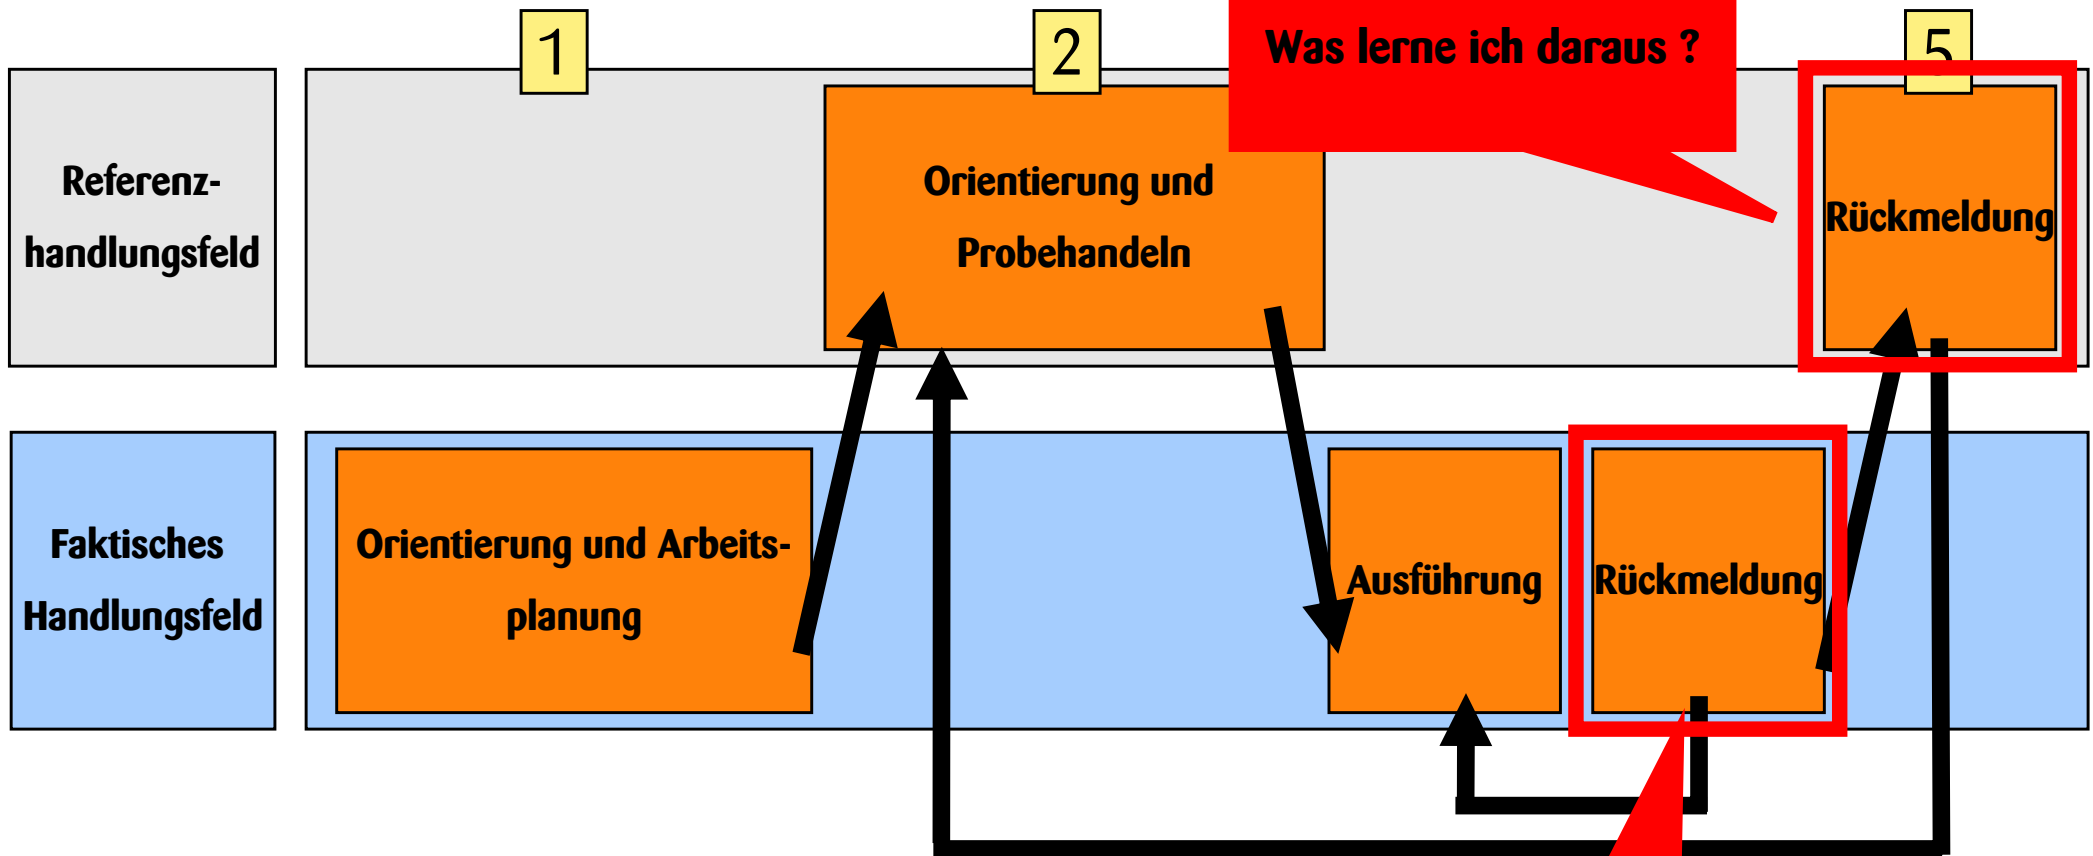 1
2
Was lerne ich daraus ?
5
Referenz-
handlungsfeld
Orientierung und
Probehandeln
Rückmeldung
Faktisches
Handlungsfeld
Orientierung und Arbeits-
planung
Ausführung
Rückmeldung